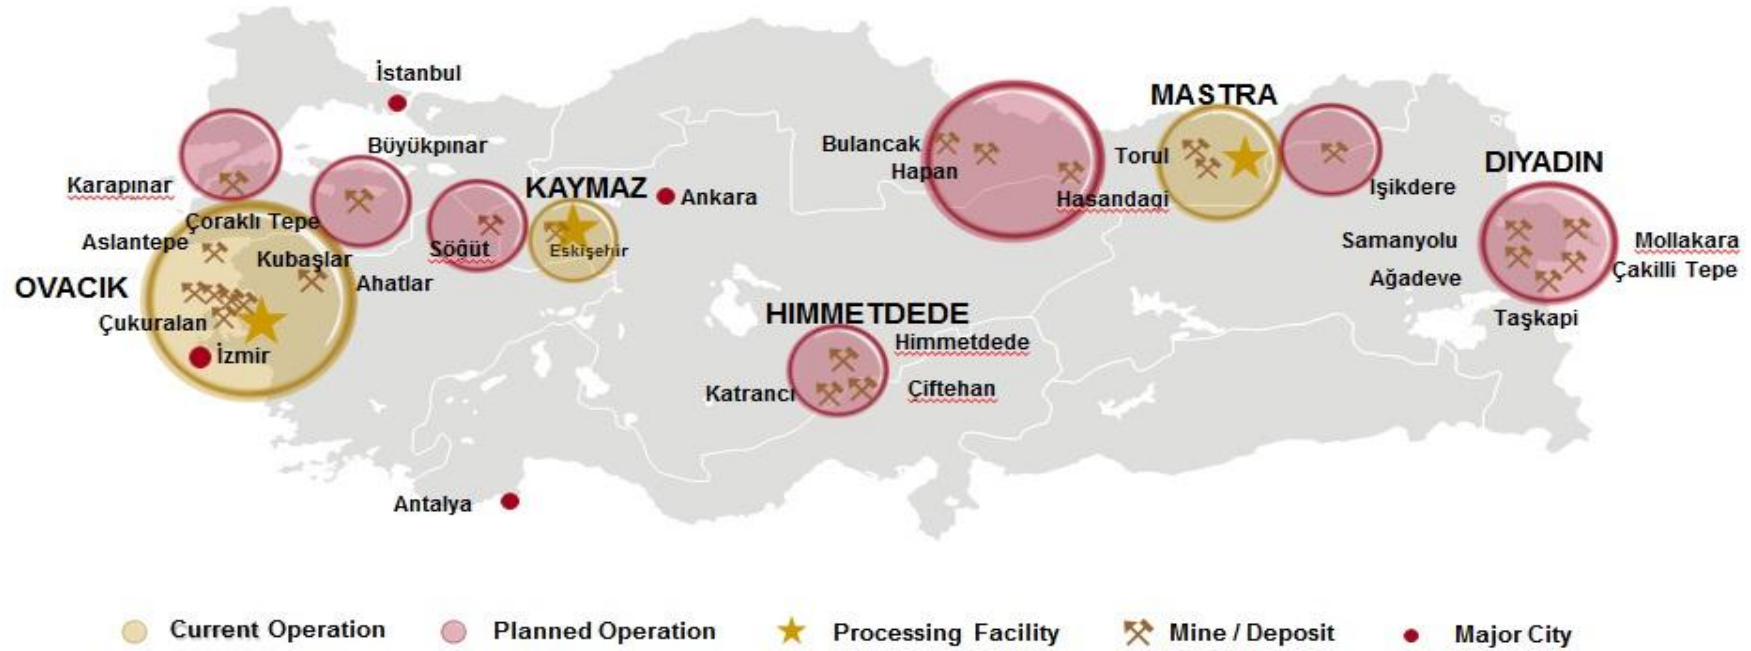 İstanbul
MASTRA
Büyükpınar
Bulancak
Hapan
Torul
DIYADIN
Karapınar
KAYMAZ
Ankara
Hasandagi
Işikdere
Çoraklı Tepe
Aslantepe
Kubaşlar
Söğüt
Eskişehir
Samanyolu
Mollakara
Ahatlar
Ağadeve
Çakilli Tepe
OVACIK
Çukuralan
HIMMETDEDE
Taşkapi
İzmir
Himmetdede
Katranci
Çiftehan
Antalya
Current Operation
Planned Operation
Processing Facility
Mine / Deposit
Major City